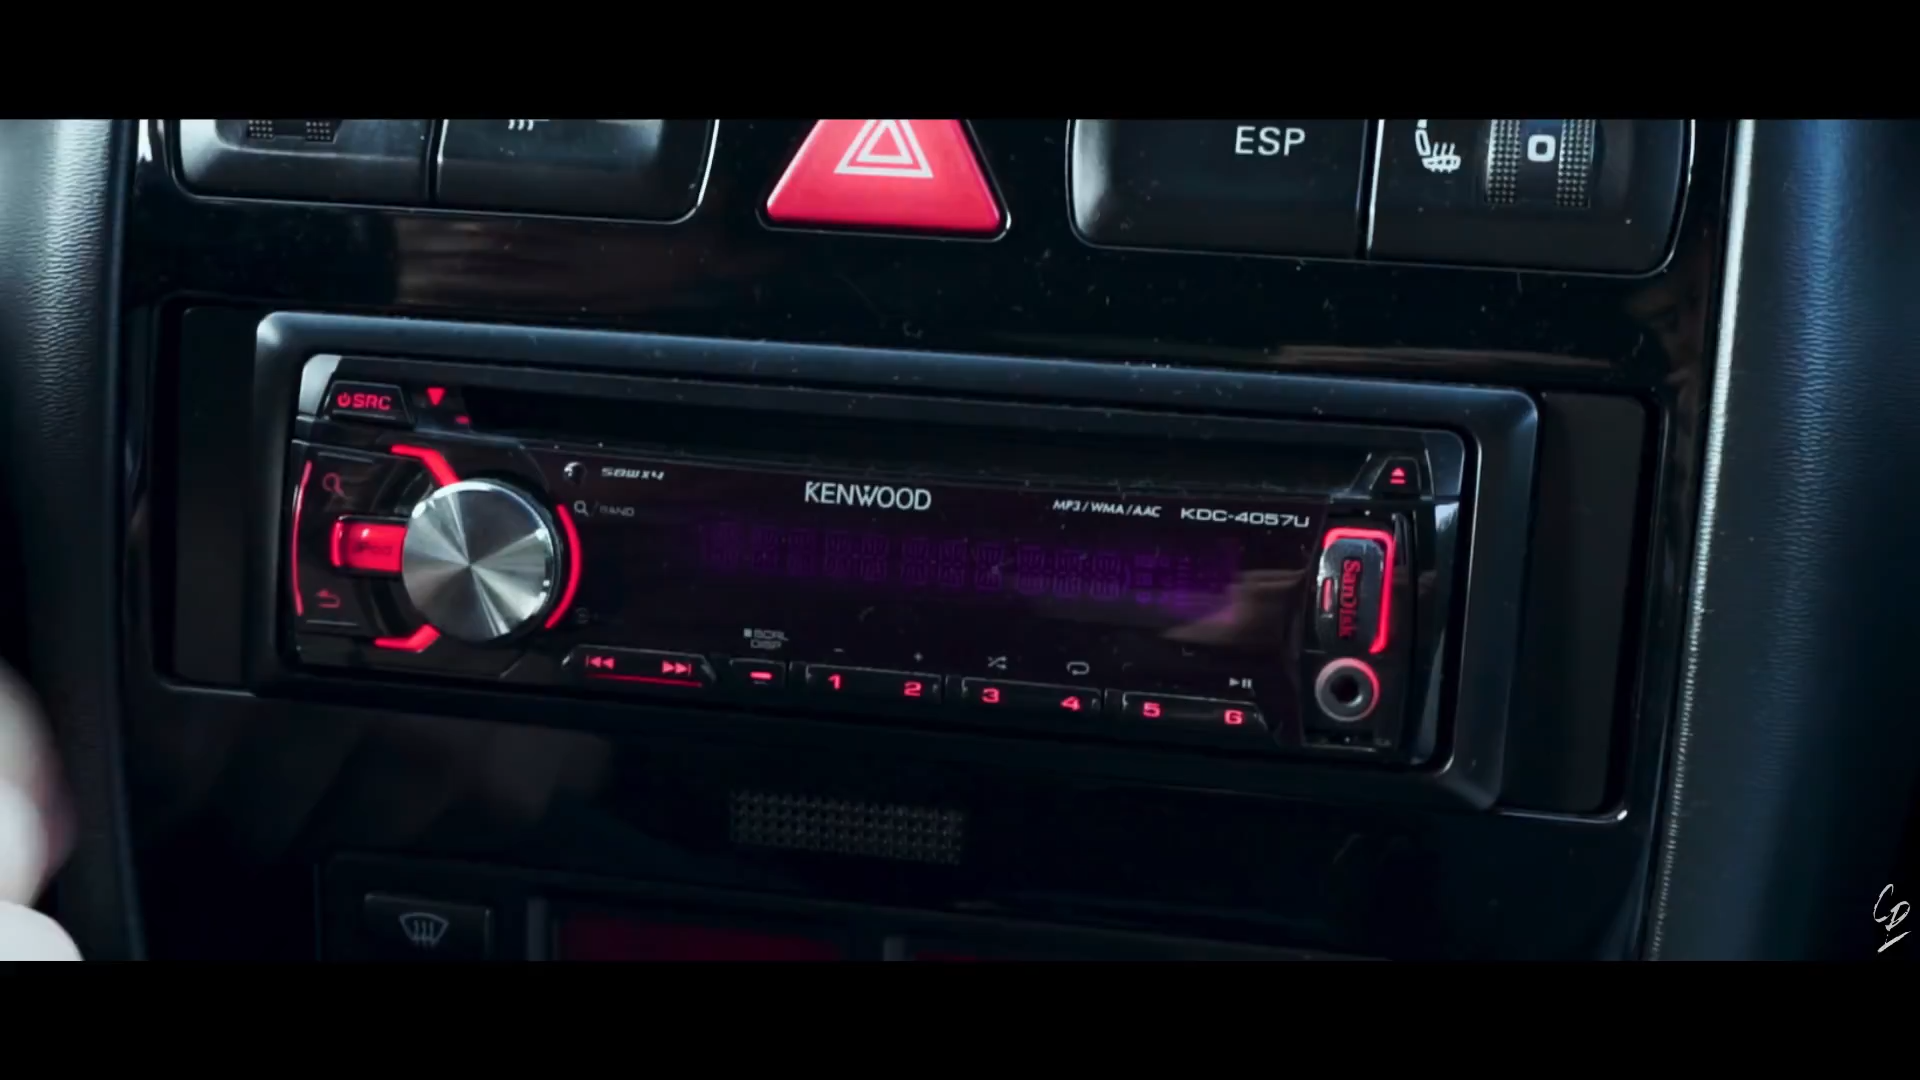 ESP
0
SRC
50Wx4
KENWOOD
MP3/WMA/AAC KDC-4057U
/BAND
SanDisk
SCRL
DISP
1 2 3 4 5 6